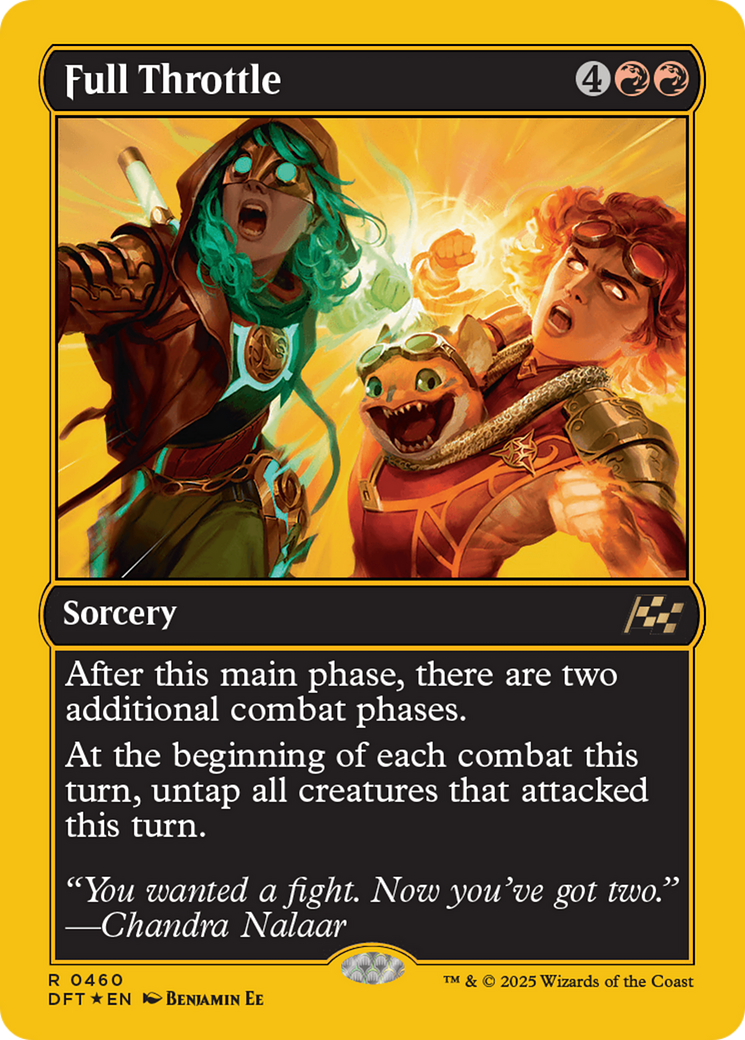 Full Throttle 4
Sorcery
After this main phase, there are two
additional combat phases.
At the beginning of each combat this
turn, untap all creatures that attacked
this turn.
“You wanted a fight. Now you’ve got two.”
—Chandra Nalaar
R 0460
DFT★EN Benjamin Ee
™ & © 2025 Wizards of the Coast